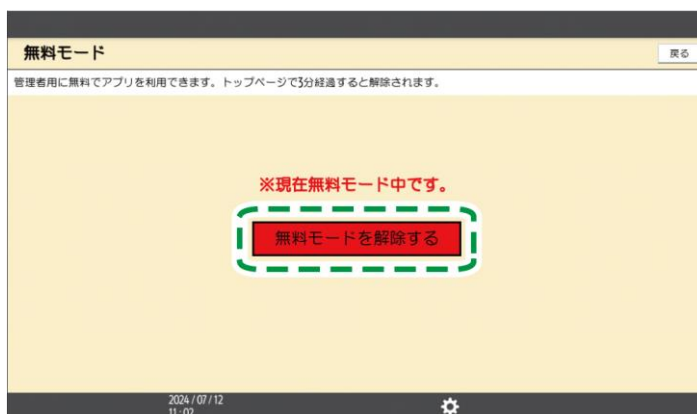 無料モード
戻る
管理者用に無料でアプリを利用できます。トップページで3分経過すると解除されます。
※現在無料モード中です。
無料モードを解除する
2024/07/12
11:02